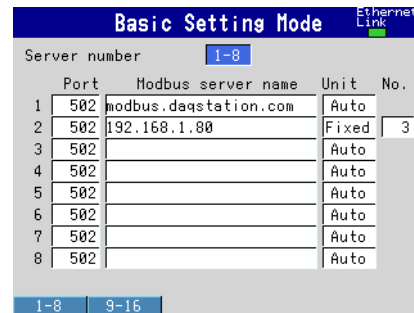 Basic Setting Mode
Ethernet
Link
Server number 1-8
Port Modbus server name Unit No.
1 502 modbus.daqstation.com Auto
2 502 192.168.1.80 Fixed 3
3 502 Auto
4 502 Auto
5 502 Auto
6 502 Auto
7 502 Auto
8 502 Auto
1-8 9-16